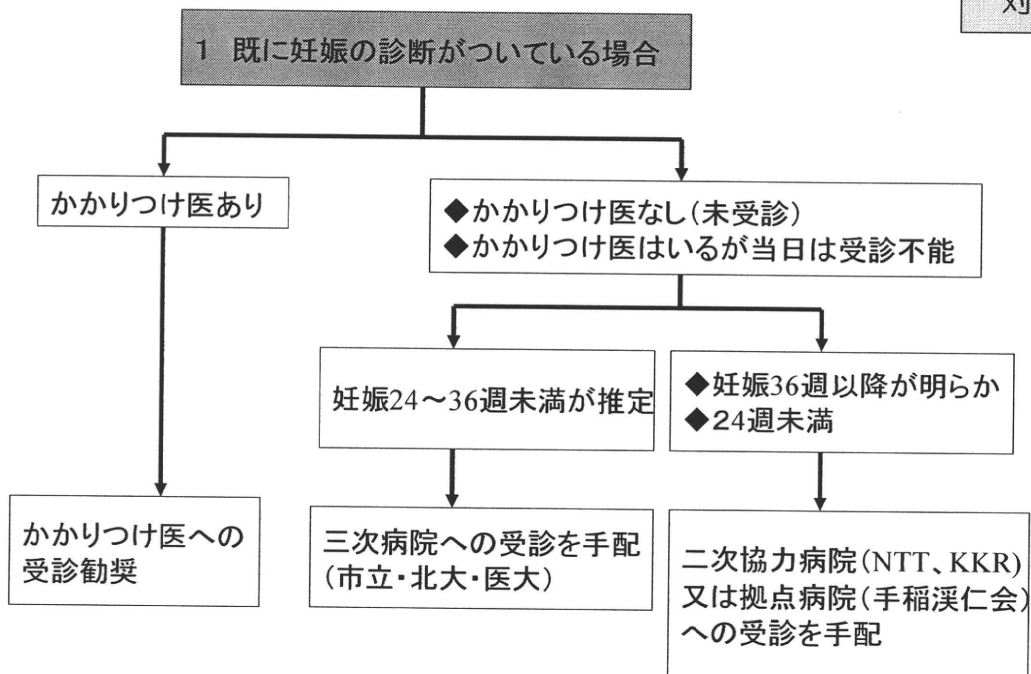 対
1 既に妊娠の診断がついている場合
かかりつけ医あり
◆かかりつけ医なし(未受診)
◆かかりつけ医はいるが当日は受診不能
妊娠24～36週未満が推定
◆妊娠36週以降が明らか
◆24週未満
かかりつけ医への
受診勧奨
三次病院への受診を手配
(市立・北大・医大)
二次協力病院(NTT、KKR)
又は拠点病院(手稲渓仁会)
への受診を手配